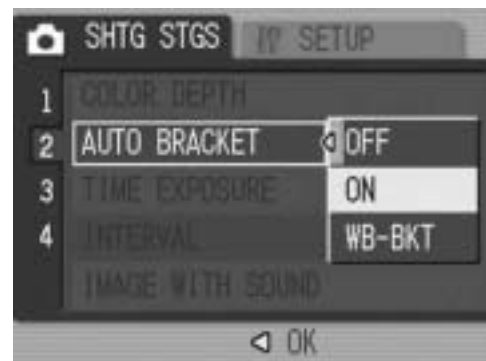 SHTG STGS SETUP
1 COLOR DEPTH
2 AUTO BRACKET OFF
3 TIME EXPOSURE ON
4 INTERVAL WB-BKT
IMAGE WITH SOUND
OK